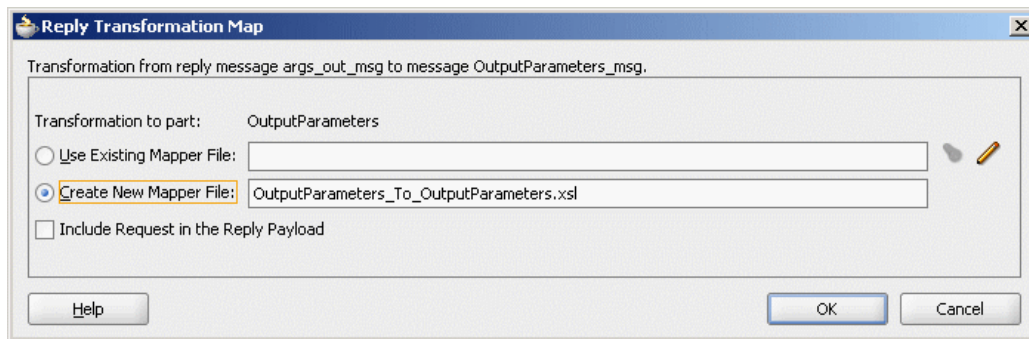 Reply Transformation Map
Transformation from reply message args_out_msg to message OutputParameters_msg.
Transformation to part: OutputParameters
Use Existing Mapper File:
Create New Mapper File: OutputParameters_To_OutputParameters.xsl
Include Request in the Reply Payload
Help OK Cancel